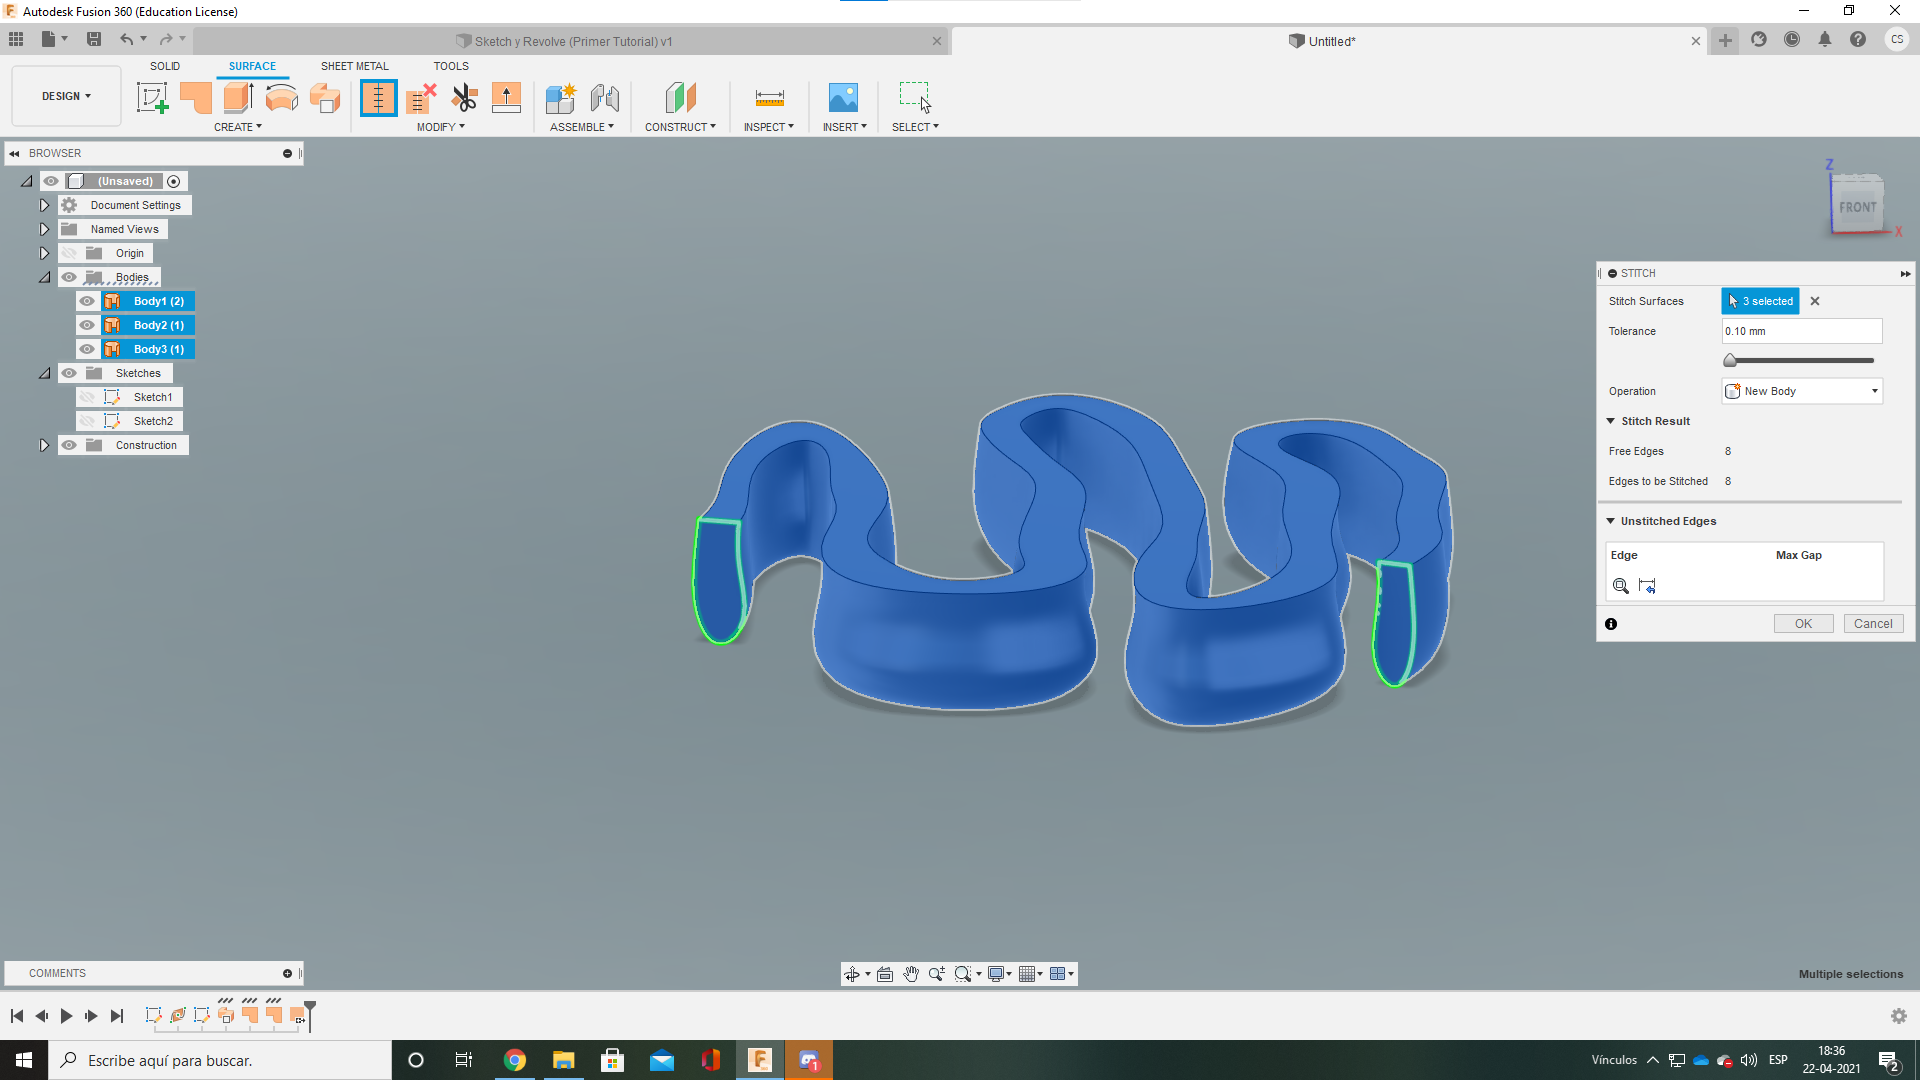 Autodesk Fusion 360 (Education License)
Sketch y Revolve (Primer Tutorial) v1
Untitled*
CS
SOLID
SURFACE
SHEET METAL
TOOLS
DESIGN
CREATE
MODIFY
ASSEMBLE
CONSTRUCT
INSPECT
INSERT
SELECT
BROWSER
(Unsaved)
Document Settings
Named Views
Origin
Bodies
Body1 (2)
Body2 (1)
Body3 (1)
Sketches
Sketch1
Sketch2
Construction
Z
FRONT
X
STITCH
Stitch Surfaces
3 selected
Tolerance
0.10 mm
Operation
New Body
Stitch Result
Free Edges
8
Edges to be Stitched
8
Unstitched Edges
Edge
Max Gap
OK
Cancel
COMMENTS
Multiple selections
Escribe aquí para buscar.
F
1
Vínculos
ESP
18:36
22-04-2021
2